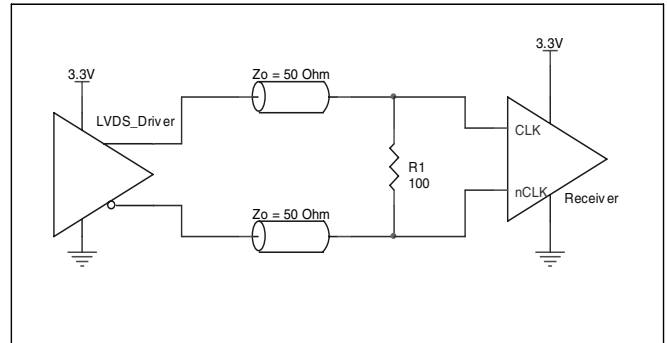 3.3V
3.3V
Zo = 50 Ohm
LVDS_Driver
CLK
R1
100
nCLK
Receiver
Zo = 50 Ohm